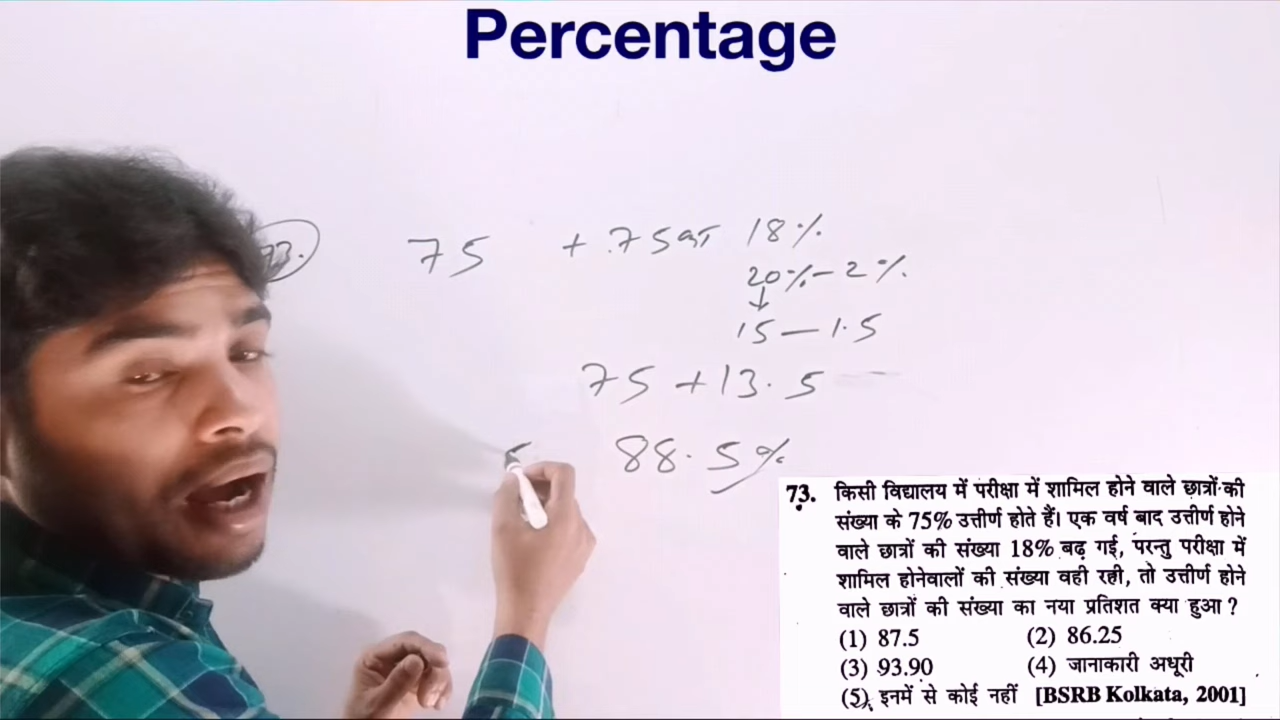 Percentage
73.
75 + 75 का 18%
20% - 2%
15 — 1.5
75 + 13.5
5 88.5%
73. किसी विद्यालय में परीक्षा में शामिल होने वाले छात्रों की
संख्या के 75% उत्तीर्ण होते हैं। एक वर्ष बाद उत्तीर्ण होने
वाले छात्रों की संख्या 18% बढ़ गई, परन्तु परीक्षा में
शामिल होनेवालों की संख्या वही रही, तो उत्तीर्ण होने
वाले छात्रों की संख्या का नया प्रतिशत क्या हुआ ?
(1) 87.5 (2) 86.25
(3) 93.90 (4) जानाकारी अधूरी
(5) इनमें से कोई नहीं [BSRB Kolkata, 2001]